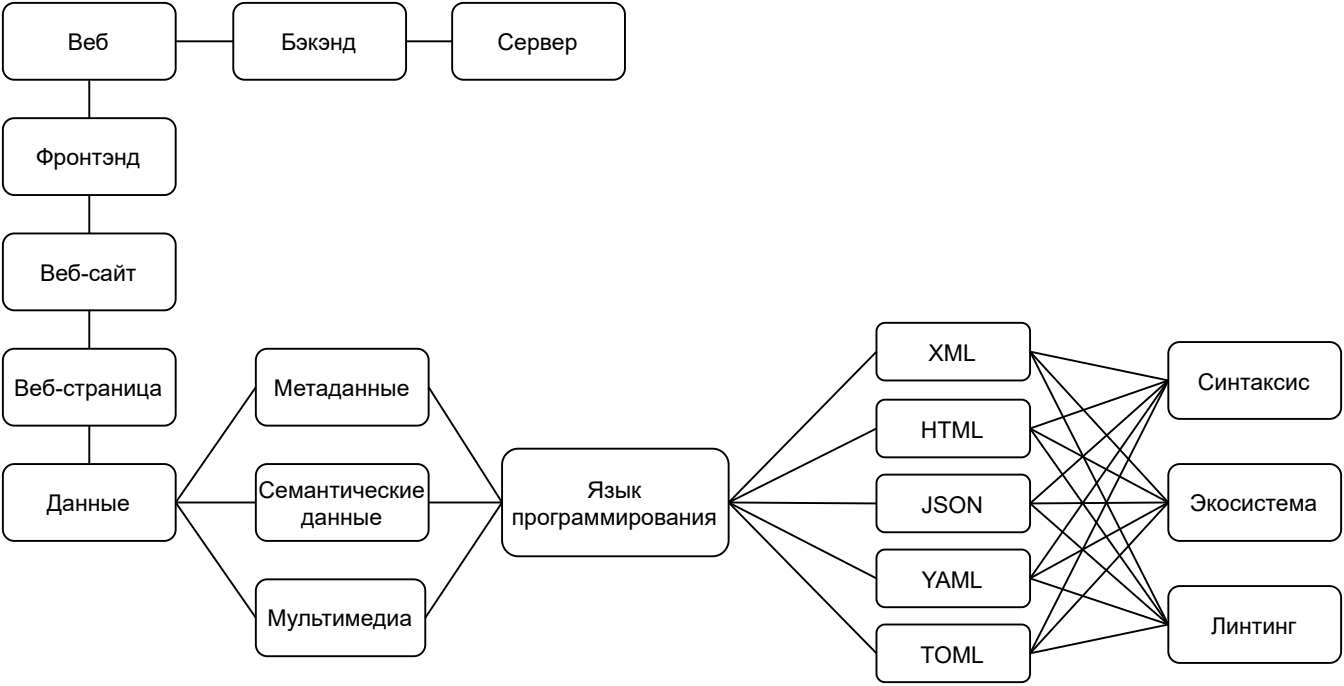 Веб
Бэкэнд
Сервер
Фронтэнд
Веб-сайт
Веб-страница
Данные
Метаданные
Семантические
данные
Мультимедиа
Язык
программирования
XML
HTML
JSON
YAML
TOML
Синтаксис
Экосистема
Линтинг